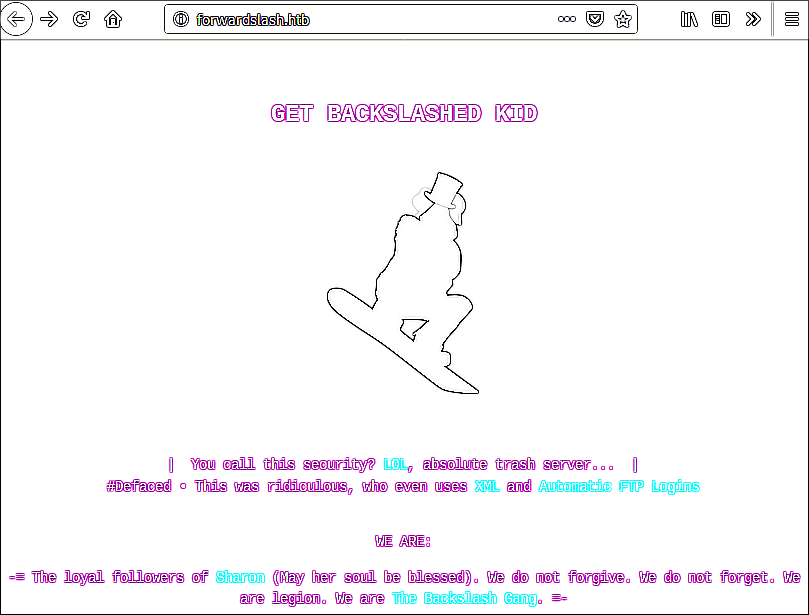 forwardslash.htb
GET BACKSLASHED KID
| You call this security? LOL, absolute trash server... |
#Defaced • This was ridiculous, who even uses XML and Automatic FTP Logins
WE ARE:
-≡ The loyal followers of Sharon (May her soul be blessed). We do not forgive. We do not forget. We
are legion. We are The Backslash Gang. ≡-